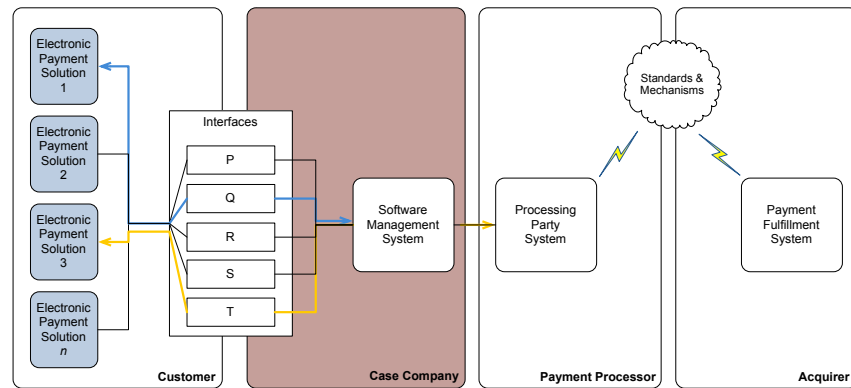 Electronic
Payment
Solution
1
Electronic
Payment
Solution
2
Electronic
Payment
Solution
3
Electronic
Payment
Solution
n
Interfaces
P
Q
R
S
T
Software
Management
System
Processing
Party
System
Standards &
Mechanisms
Payment
Fulfillment
System
Customer
Case Company
Payment Processor
Acquirer